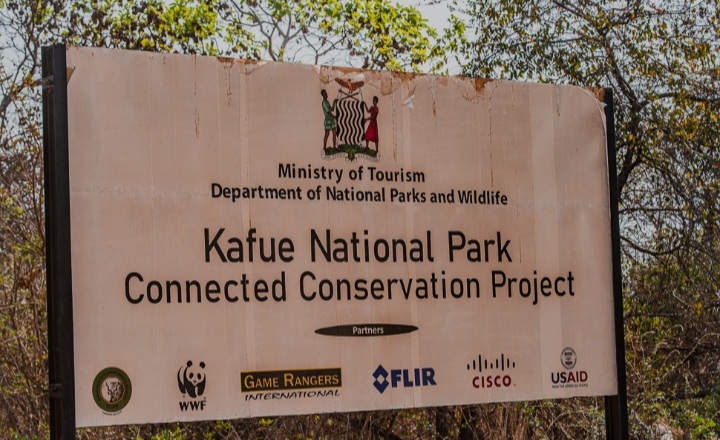 Ministry of Tourism
Department of National Parks and Wildlife
Kafue National Park
Connected Conservation Project
Partners
WWF
GAME RANGERS
INTERNATIONAL
FLIR
CISCO
USAID